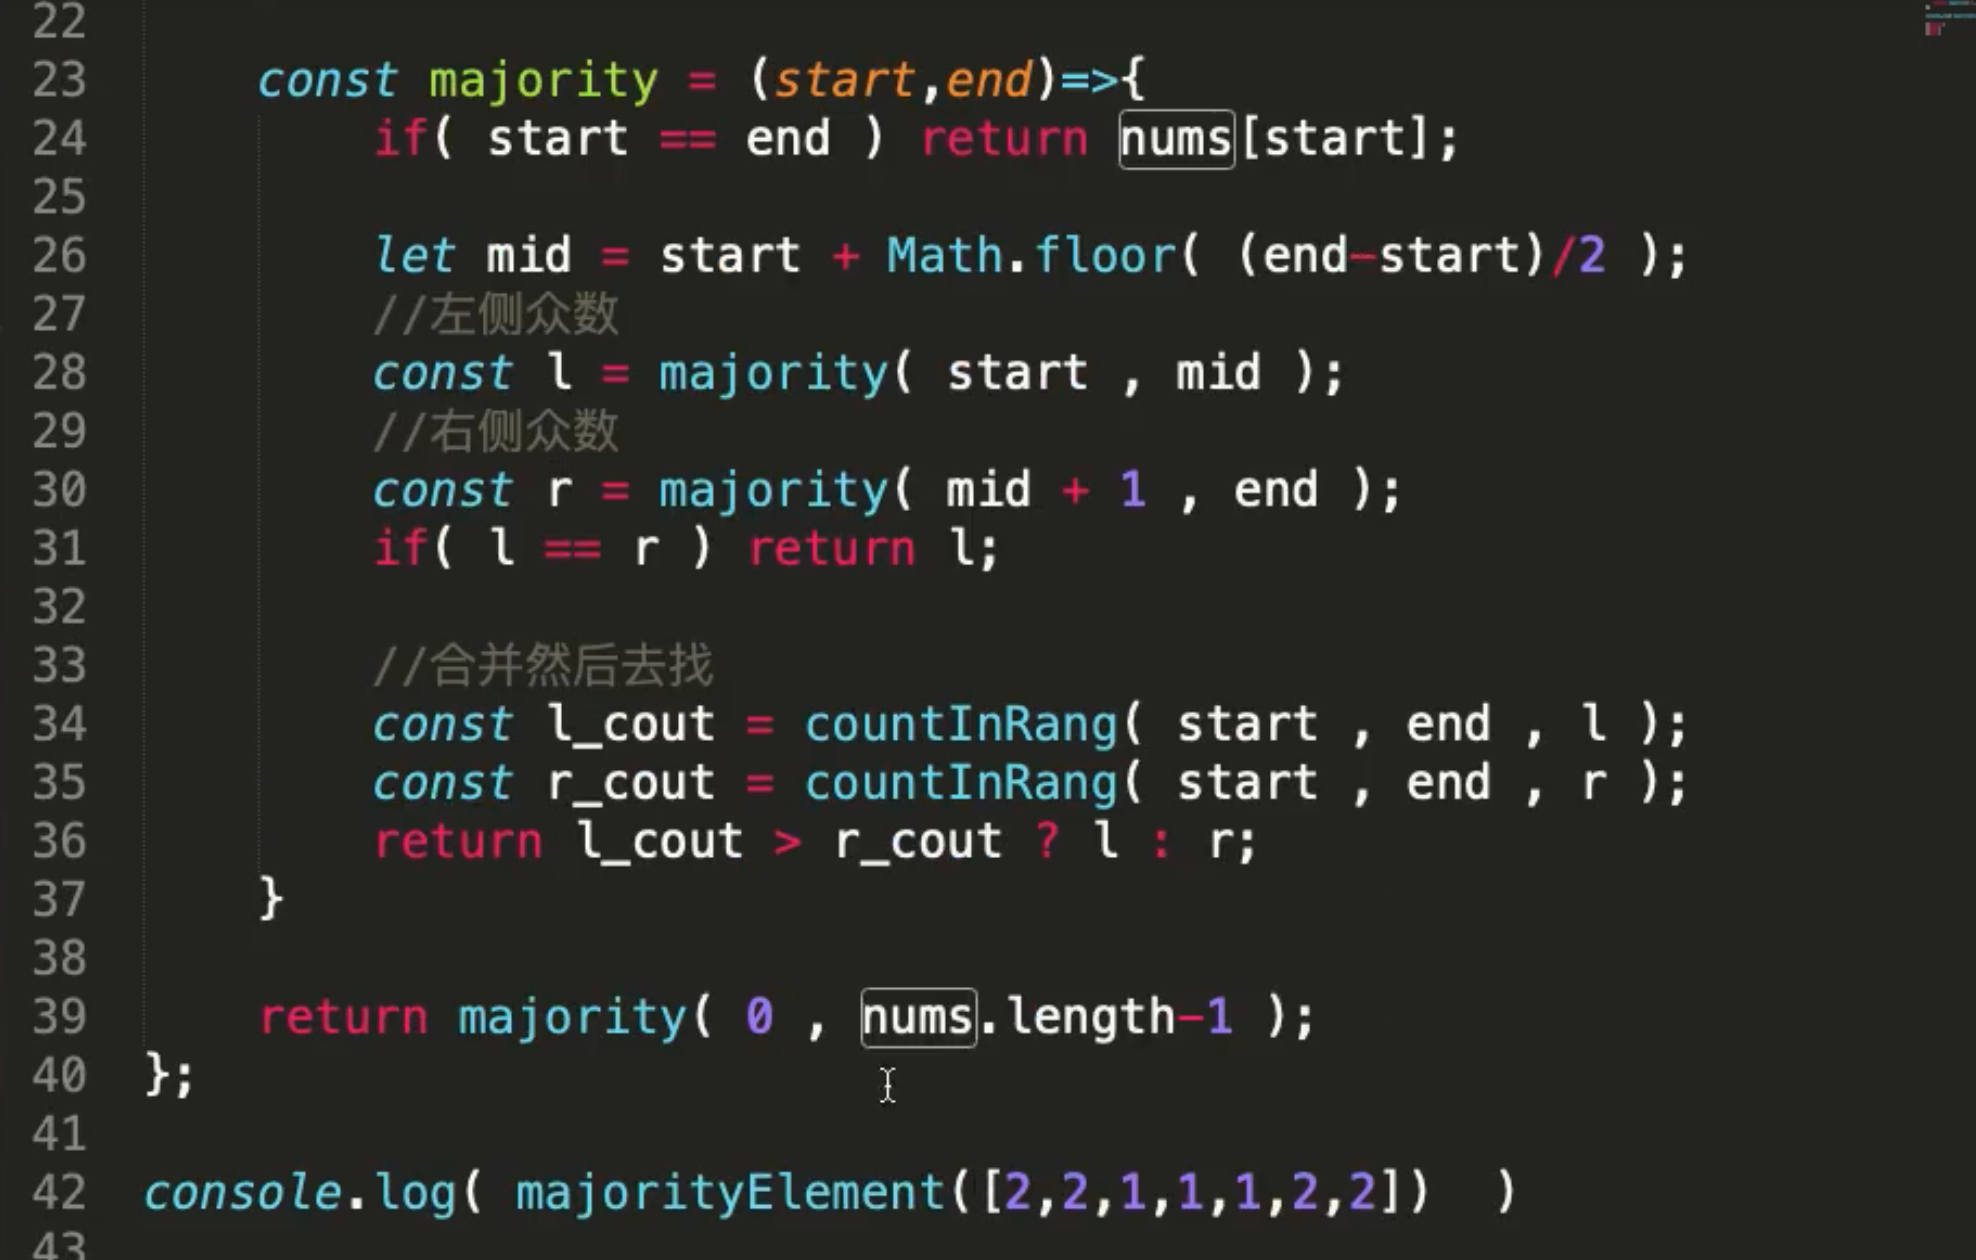 22
23 const majority = (start,end)=>{
24 if( start == end ) return nums[start];
25
26 let mid = start + Math.floor( (end-start)/2 );
27 //左侧众数
28 const l = majority( start , mid );
29 //右侧众数
30 const r = majority( mid + 1 , end );
31 if( l == r ) return l;
32
33 //合并然后去找
34 const l_cout = countInRang( start , end , l );
35 const r_cout = countInRang( start , end , r );
36 return l_cout > r_cout ? l : r;
37 }
38
39 return majority( 0 , nums.length-1 );
40 };
41
42 console.log( majorityElement([2,2,1,1,1,2,2]) )
43